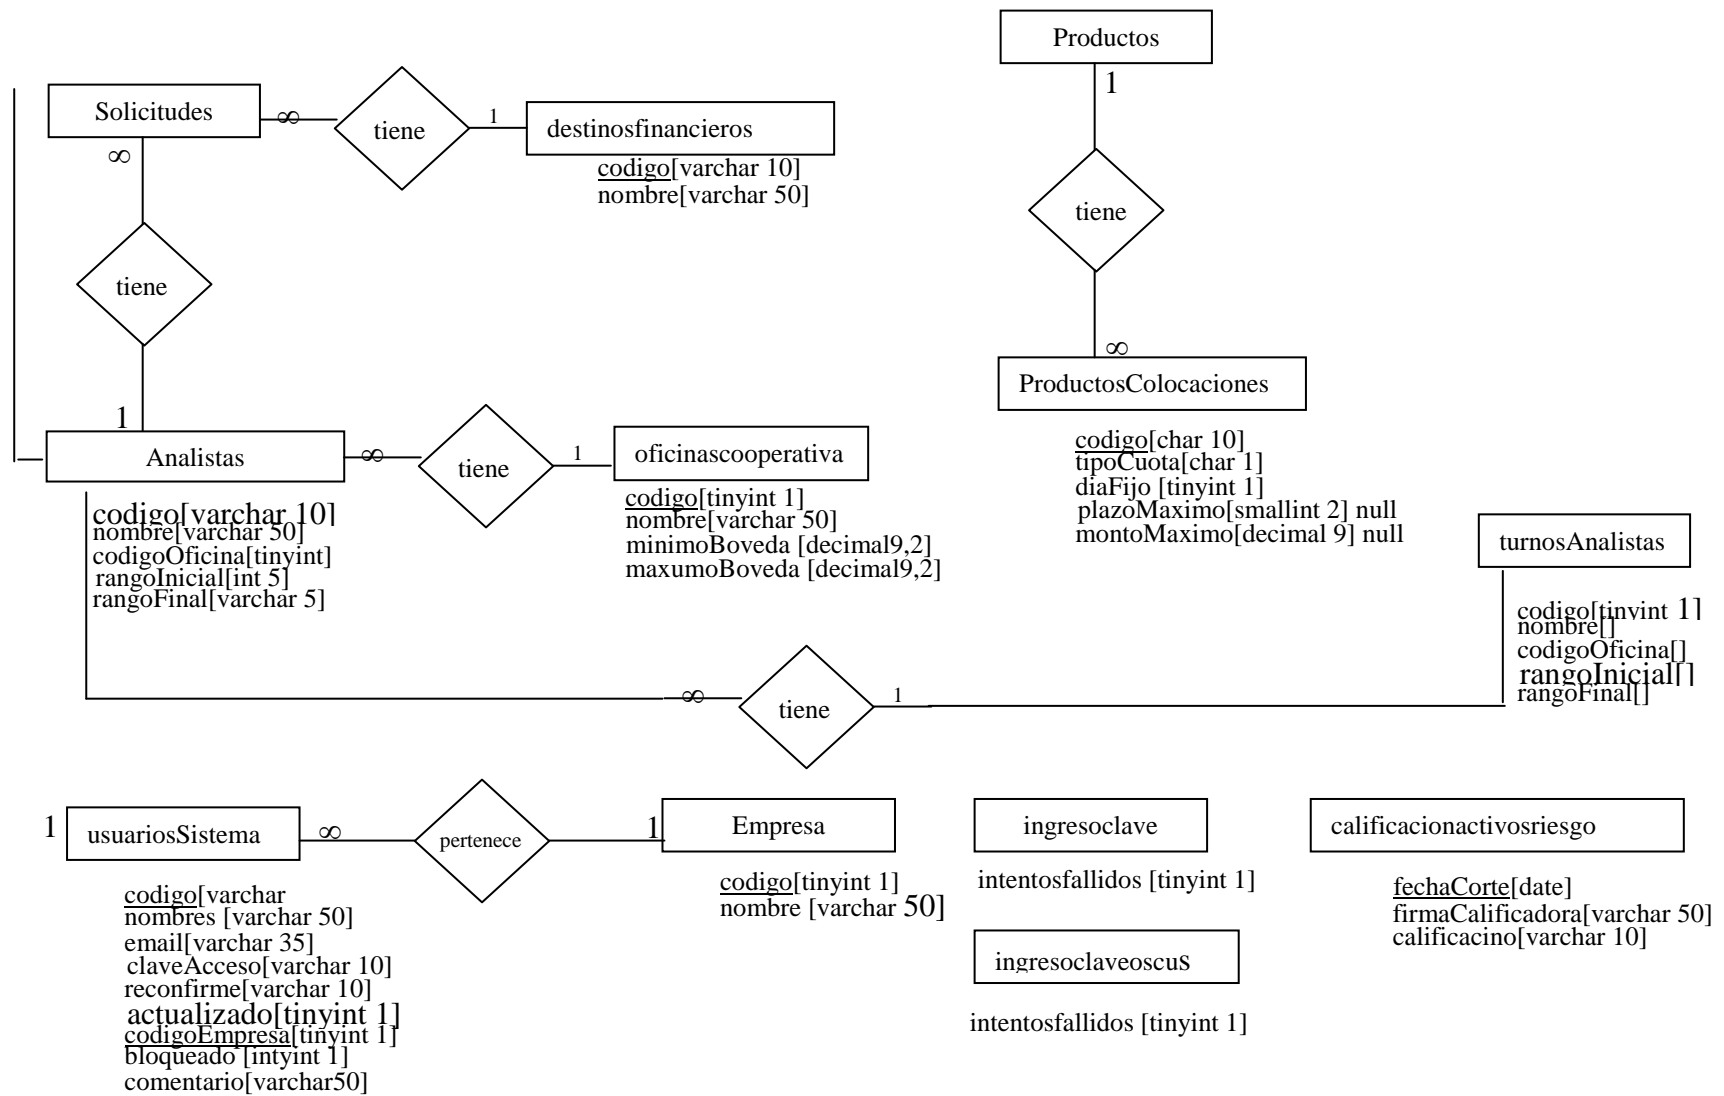 Productos
1
tiene
∞
ProductosColocaciones
codigo[char 10]
tipoCuota[char 1]
diaFijo [tinyint 1]
plazoMaximo[smallint 2] null
montoMaximo[decimal 9] null
Solicitudes
∞
tiene
1
destinosfinancieros
codigo[varchar 10]
nombre[varchar 50]
∞
tiene
1
Analistas
codigo[varchar 10]
nombre[varchar 50]
codigoOficina[tinyint]
rangoInicial[int 5]
rangoFinal[varchar 5]
∞
tiene
1
oficinascooperativa
codigo[tinyint 1]
nombre[varchar 50]
minimoBoveda [decimal9,2]
maxumoBoveda [decimal9,2]
turnosAnalistas
codigo[tinyint 1]
nombre[]
codigoOficina[]
rangoInicial[]
rangoFinal[]
∞
tiene
1
1
usuariosSistema
∞
pertenece
1
Empresa
codigo[tinyint 1]
nombre [varchar 50]
codigo[varchar
nombres [varchar 50]
email[varchar 35]
claveAcceso[varchar 10]
reconfirme[varchar 10]
actualizado[tinyint 1]
codigoEmpresa[tinyint 1]
bloqueado [intyint 1]
comentario[varchar50]
ingresoclave
intentosfallidos [tinyint 1]
ingresoclaveoscus
intentosfallidos [tinyint 1]
calificacionactivosriesgo
fechaCorte[date]
firmaCalificadora[varchar 50]
calificacino[varchar 10]